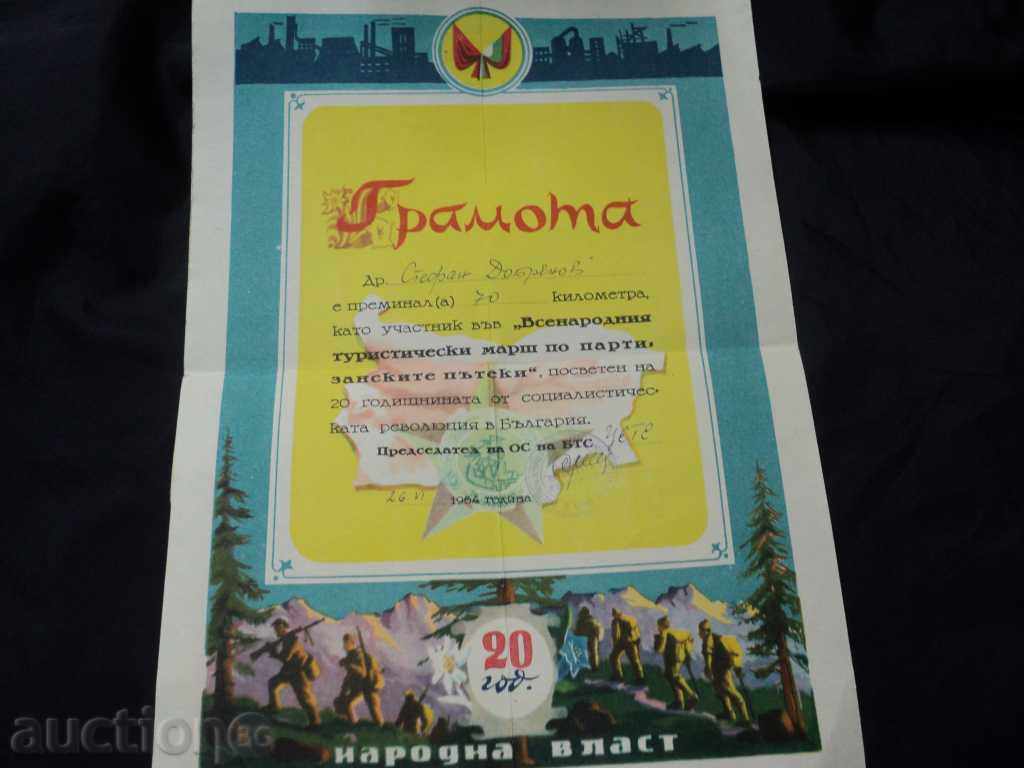 Грамота
Др. Стефан
е преминал(а) 70 километра,
като участник във „Всенародния
туристически марш по парти-
занските пътеки", посветен на
20 годишнината от социалистичес-
ката революция в България.
Председател на ОС на БТС
26. VI 1964 година
20
год.
народна власт
auction BG